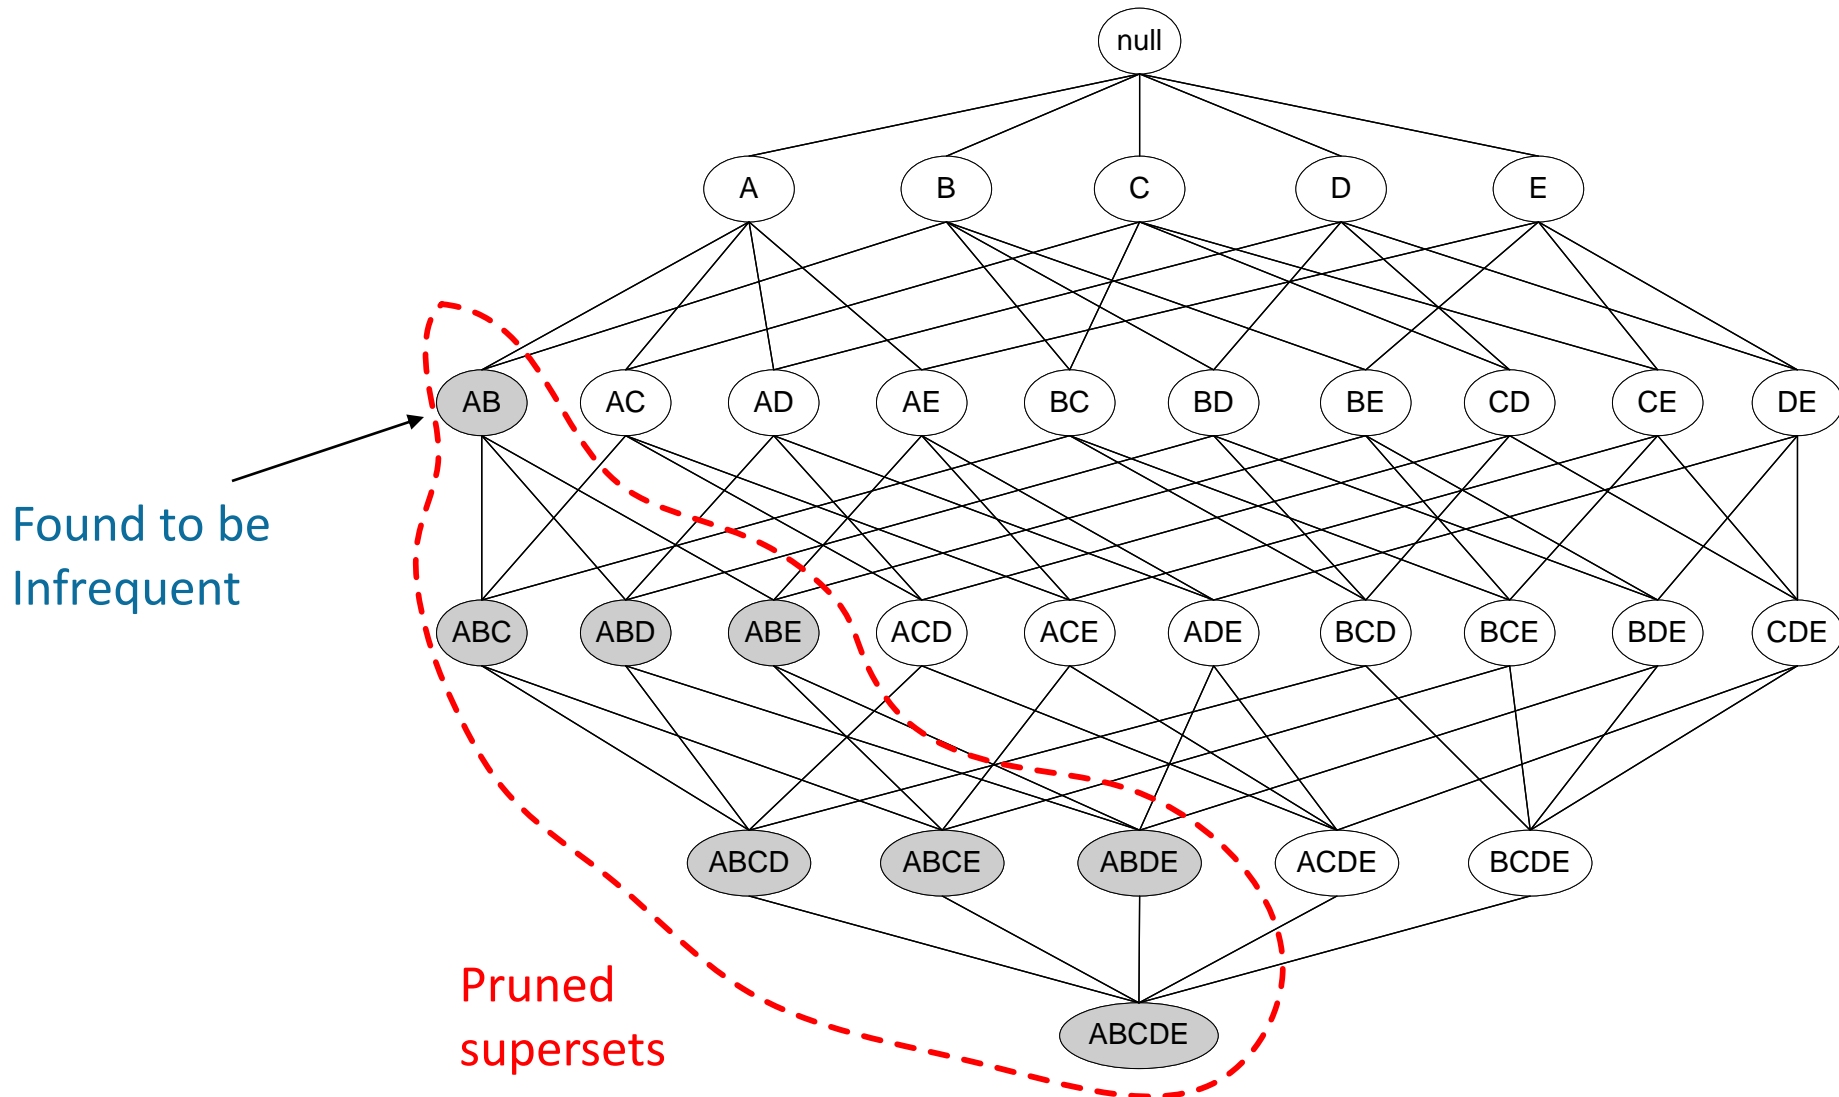 null
A B C D E
AB AC AD AE BC BD BE CD CE DE
Found to be
Infrequent
ABC ABD ABE ACD ACE ADE BCD BCE BDE CDE
ABCD ABCE ABDE ACDE BCDE
Pruned
supersets
ABCDE